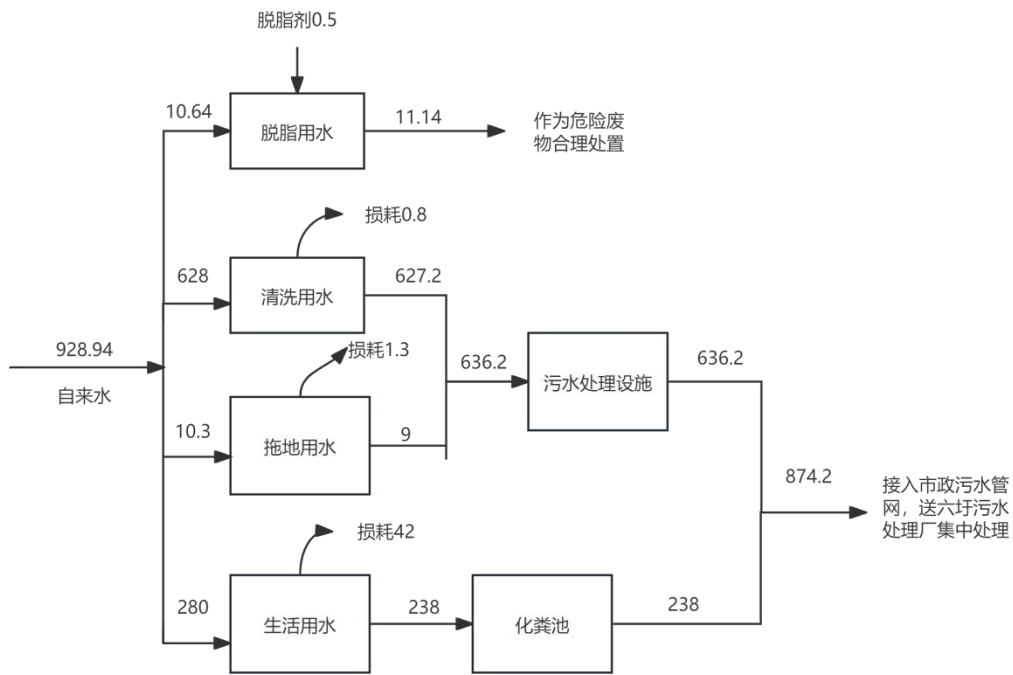 脱脂剂0.5
10.64
脱脂用水
11.14
作为危险废
物合理处置
损耗0.8
628
清洗用水
627.2
928.94
自来水
损耗1.3
636.2
污水处理设施
636.2
10.3
拖地用水
9
874.2
接入市政污水管
网，送六圩污水
处理厂集中处理
损耗42
280
生活用水
238
化粪池
238